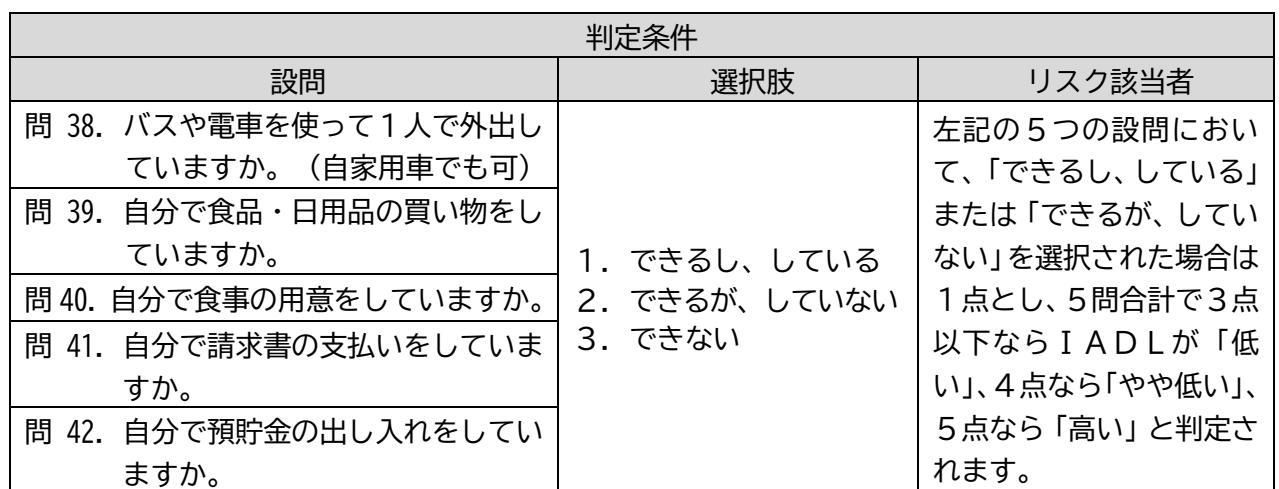 判定条件
設問
選択肢
リスク該当者
問 38. バスや電車を使って１人で外出し
ていますか。（自家用車でも可）
問 39. 自分で食品・日用品の買い物をし
ていますか。
問 40. 自分で食事の用意をしていますか。
問 41. 自分で請求書の支払いをしていま
すか。
問 42. 自分で預貯金の出し入れをしてい
ますか。
１．できるし、している
２．できるが、していない
３．できない
左記の５つの設問におい
て、「できるし、している」
または「できるが、してい
ない」を選択された場合は
１点とし、５問合計で３点
以下ならＩＡＤＬが「低
い」、４点なら「やや低い」、
５点なら「高い」と判定さ
れます。